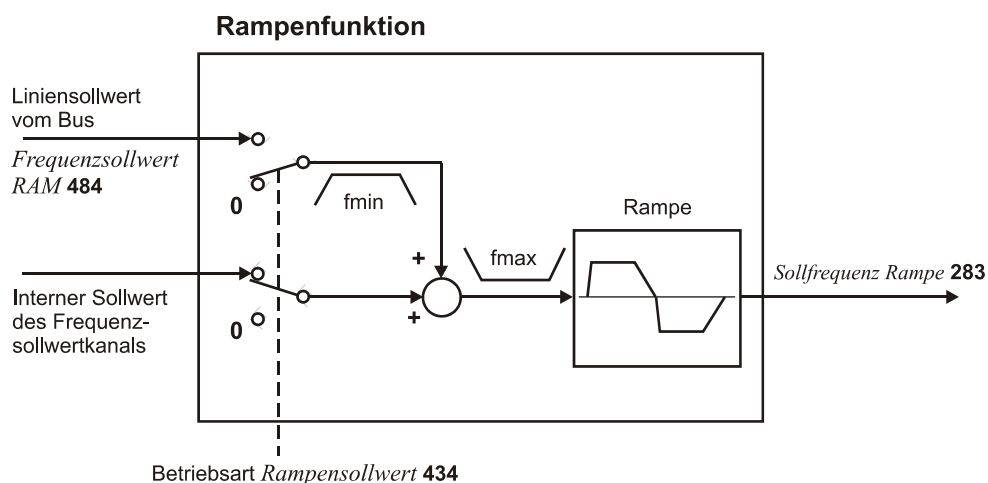 Rampenfunktion
Liniensollwert
vom Bus
Frequenzsollwert
RAM 484
0
fmin
Rampe
+
fmax
Sollfrequenz Rampe 283
Interner Sollwert
des Frequenz-
sollwertkanals
0
+
Betriebsart Rampensollwert 434